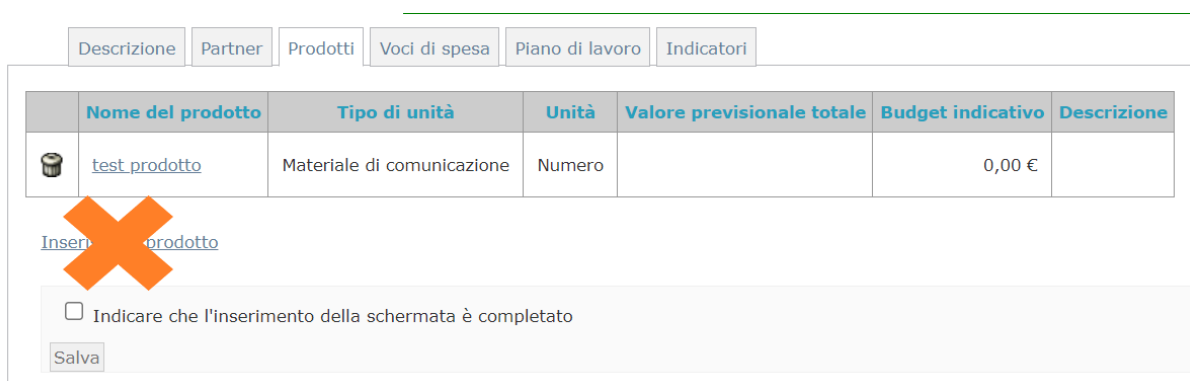 Descrizione Partner Prodotti Voci di spesa Piano di lavoro Indicatori
Nome del prodotto Tipo di unità Unità Valore previsionale totale Budget indicativo Descrizione
test prodotto Materiale di comunicazione Numero 0,00 €
prodotto
Indicare che l'inserimento della schermata è completato
Salva